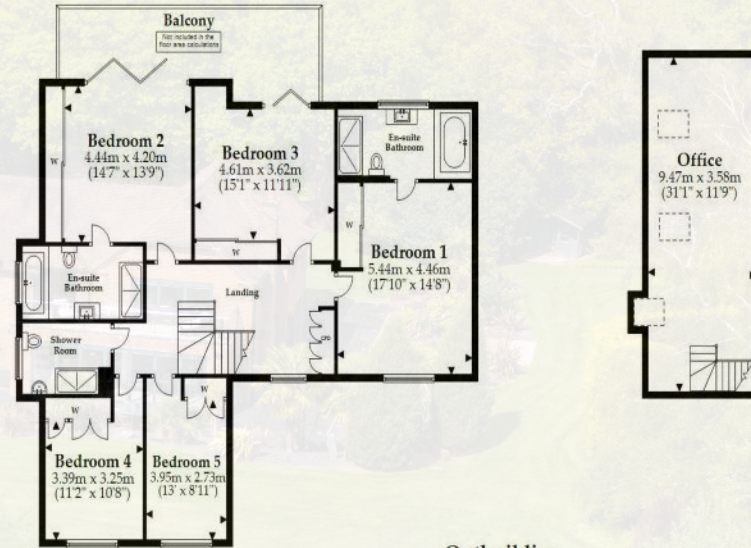 Balcony
Not included in the
floor area calculations
Bedroom 2
4.44m x 4.20m
(14'7" x 13'9")
W
Bedroom 3
4.61m x 3.62m
(15'1" x 11'11")
W
En-suite
Bathroom
W
Bedroom 1
5.44m x 4.46m
(17'10" x 14'8")
En-suite
Bathroom
Landing
CPD
Shower
Room
W
W
Bedroom 4
3.39m x 3.25m
(11'2" x 10'8")
Bedroom 5
3.95m x 2.73m
(13' x 8'11")
Office
9.47m x 3.58m
(31'1" x 11'9")